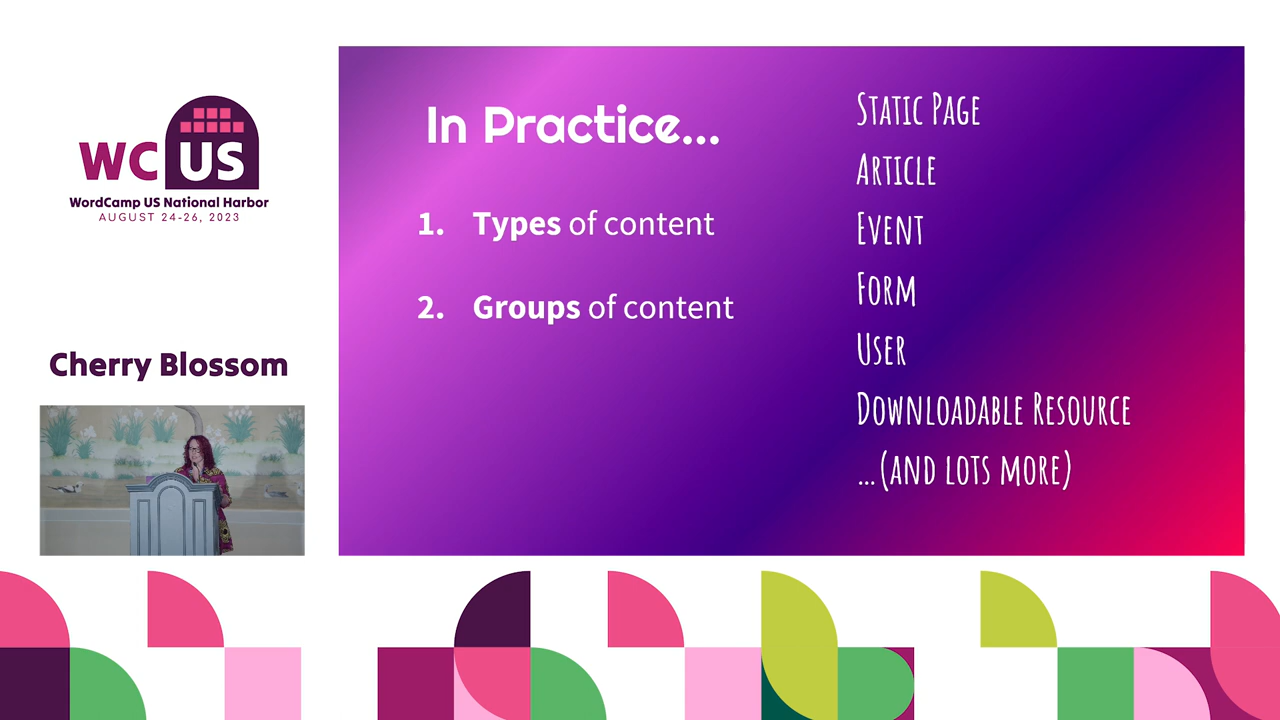 WC US
WordCamp US National Harbor
AUGUST 24-26, 2023
Cherry Blossom
In Practice...
1. Types of content
2. Groups of content
Static Page
Article
Event
Form
User
Downloadable Resource
...(and lots more)